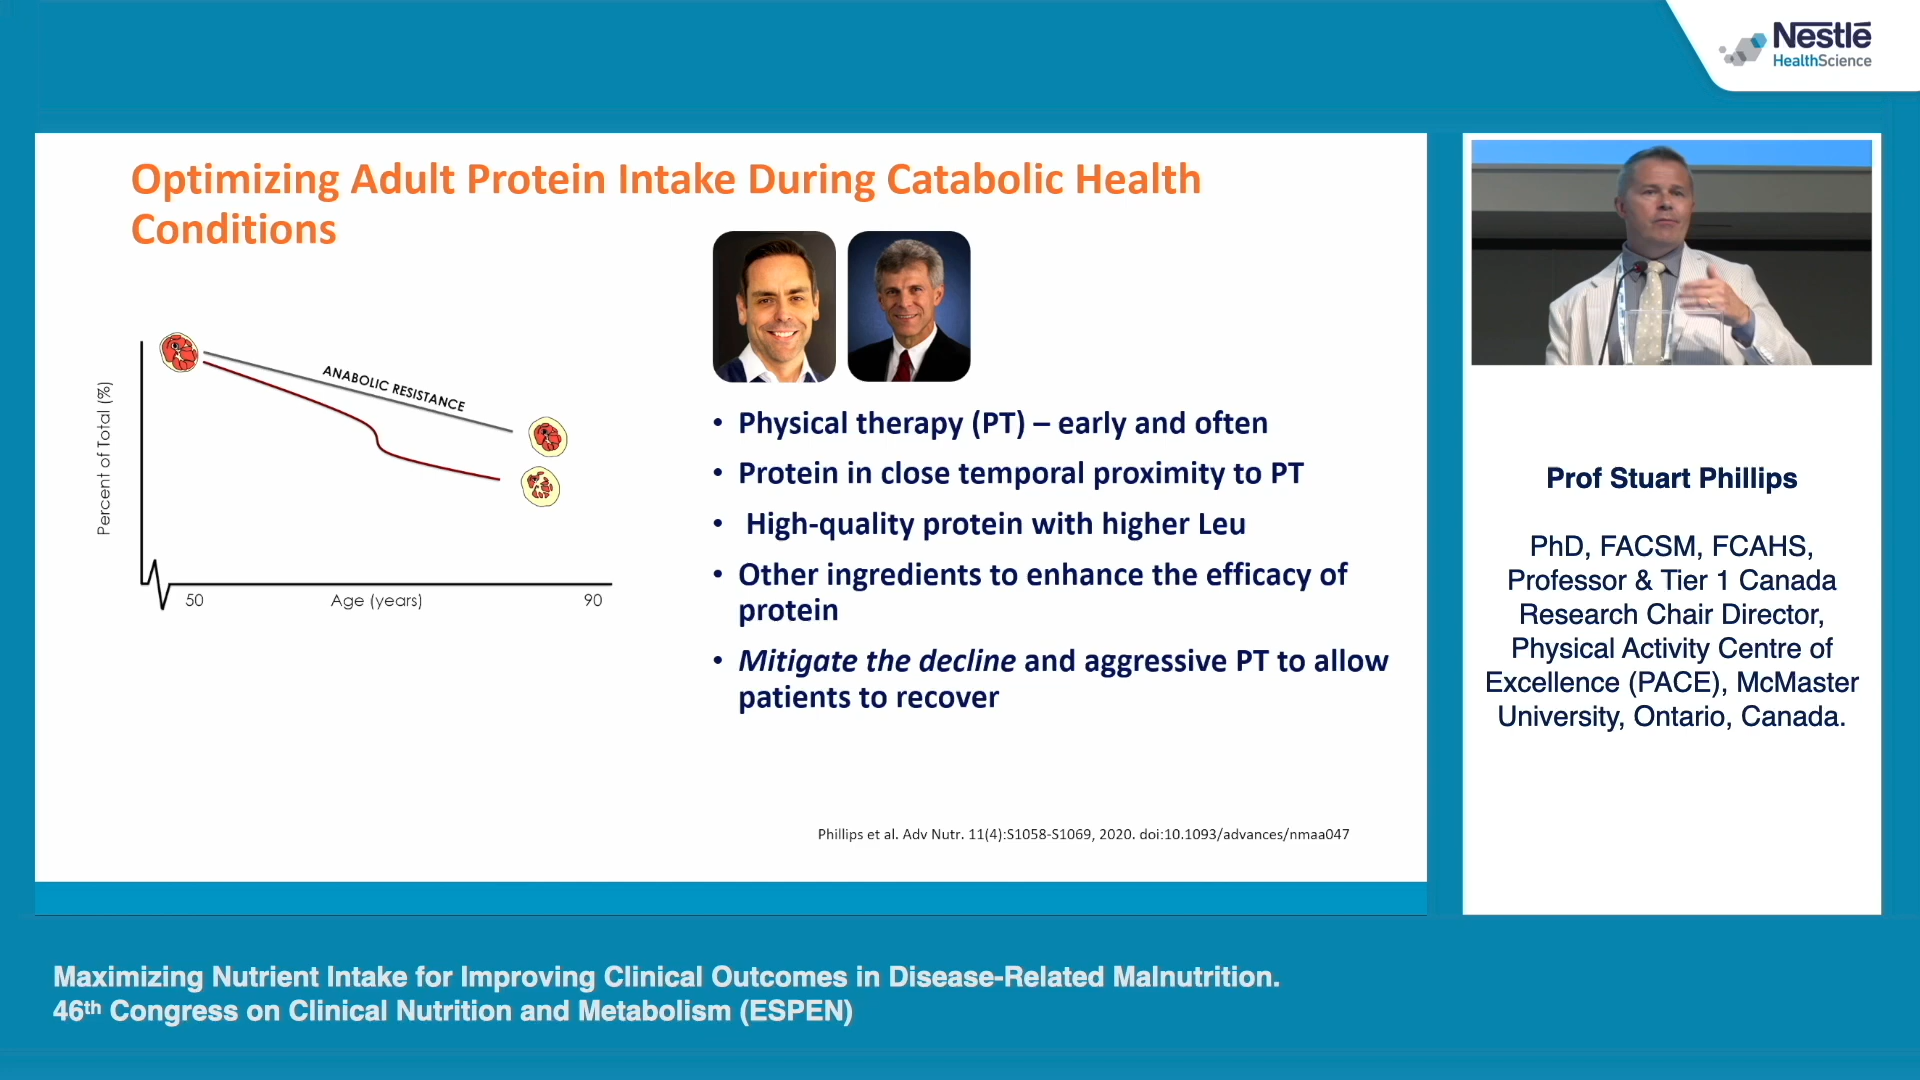 Nestlé
HealthScience
Optimizing Adult Protein Intake During Catabolic Health
Conditions
ANABOLIC RESISTANCE
Percent of Total (%)
50
Age (years)
90
• Physical therapy (PT) – early and often
• Protein in close temporal proximity to PT
• High-quality protein with higher Leu
• Other ingredients to enhance the efficacy of
protein
• Mitigate the decline and aggressive PT to allow
patients to recover
Phillips et al. Adv Nutr. 11(4):S1058-S1069, 2020. doi:10.1093/advances/nmaa047
Prof Stuart Phillips
PhD, FACSM, FCAHS,
Professor & Tier 1 Canada
Research Chair Director,
Physical Activity Centre of
Excellence (PACE), McMaster
University, Ontario, Canada.
Maximizing Nutrient Intake for Improving Clinical Outcomes in Disease-Related Malnutrition.
46th Congress on Clinical Nutrition and Metabolism (ESPEN)